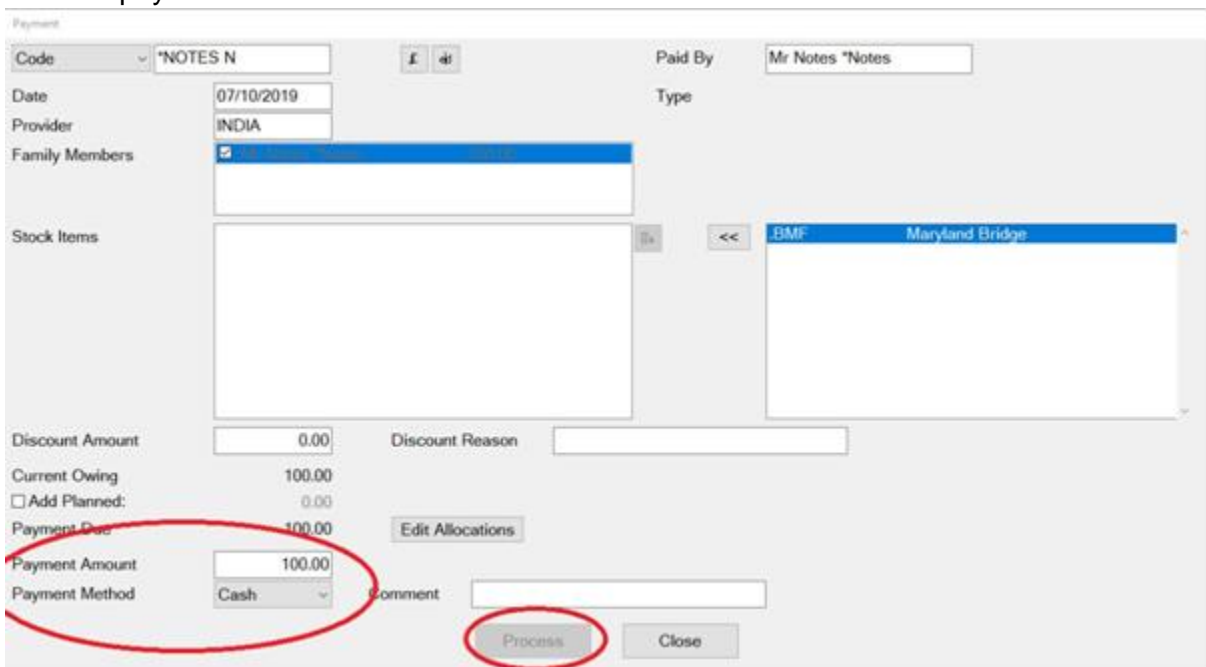 Payment
Code *NOTES N £ Paid By Mr Notes *Notes
Date 07/10/2019 Type
Provider INDIA
Family Members
Stock Items << .BMF Maryland Bridge
Discount Amount 0.00 Discount Reason
Current Owing 100.00
Add Planned: 0.00
Payment Due 100.00 Edit Allocations
Payment Amount 100.00
Payment Method Cash Comment
Process Close